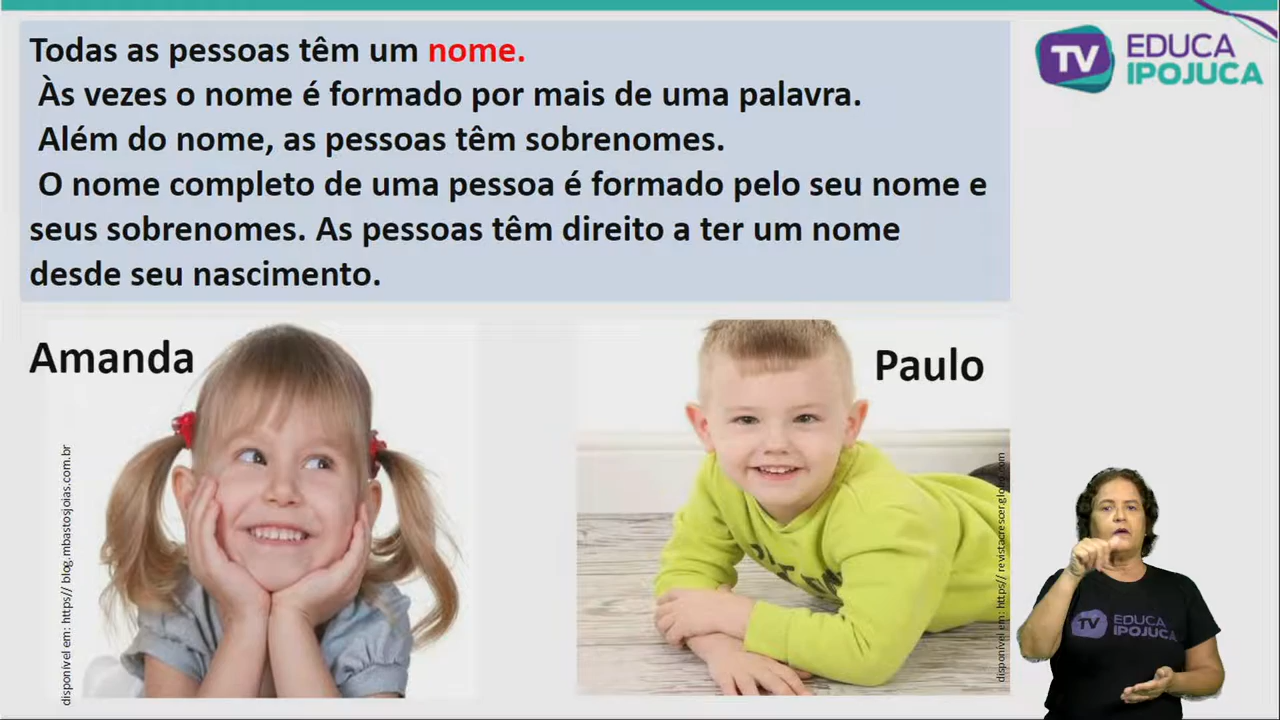 Todas as pessoas têm um nome.
Às vezes o nome é formado por mais de uma palavra.
Além do nome, as pessoas têm sobrenomes.
O nome completo de uma pessoa é formado pelo seu nome e
seus sobrenomes. As pessoas têm direito a ter um nome
desde seu nascimento.
TV EDUCA
IPOJUCA
Amanda
Paulo
disponível em: https// blog.mbastosjoias.com.br
disponível em: https// revistacrescer.globo.com
TV EDUCA
IPOJUCA